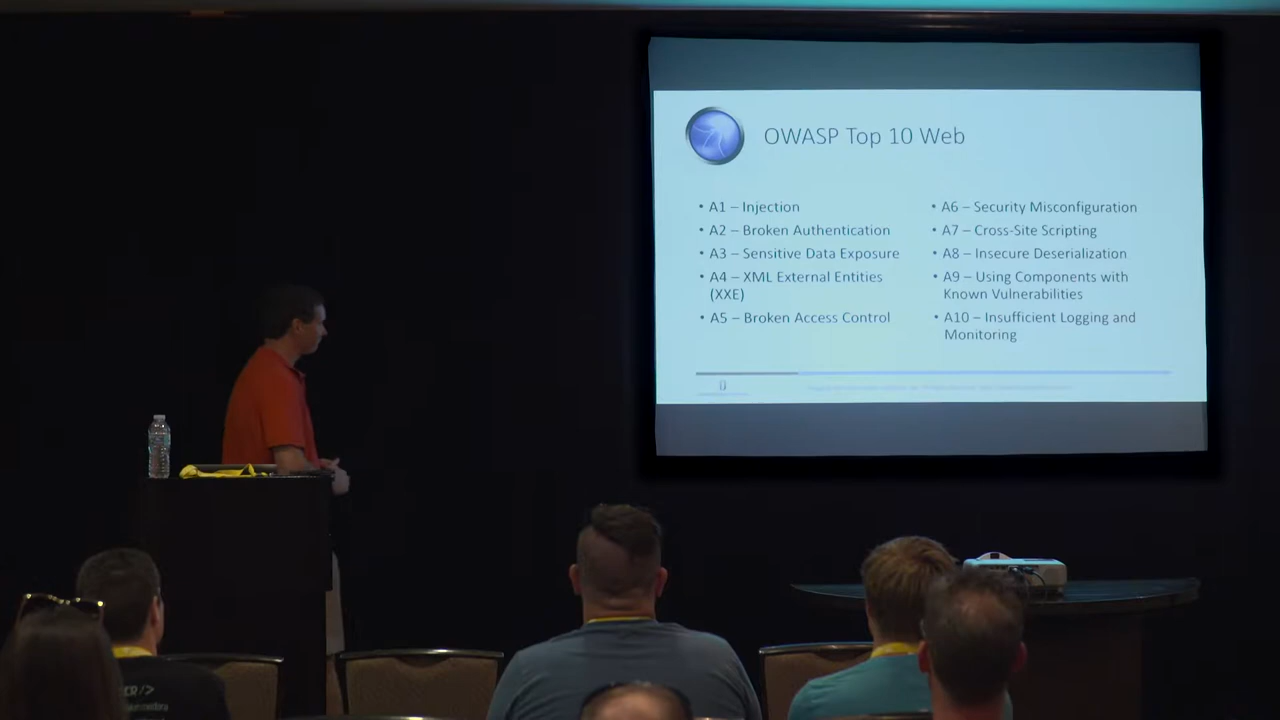 OWASP Top 10 Web
• A1 – Injection
• A2 – Broken Authentication
• A3 – Sensitive Data Exposure
• A4 – XML External Entities
(XXE)
• A5 – Broken Access Control
• A6 – Security Misconfiguration
• A7 – Cross-Site Scripting
• A8 – Insecure Deserialization
• A9 – Using Components with
Known Vulnerabilities
• A10 – Insufficient Logging and
Monitoring
/>